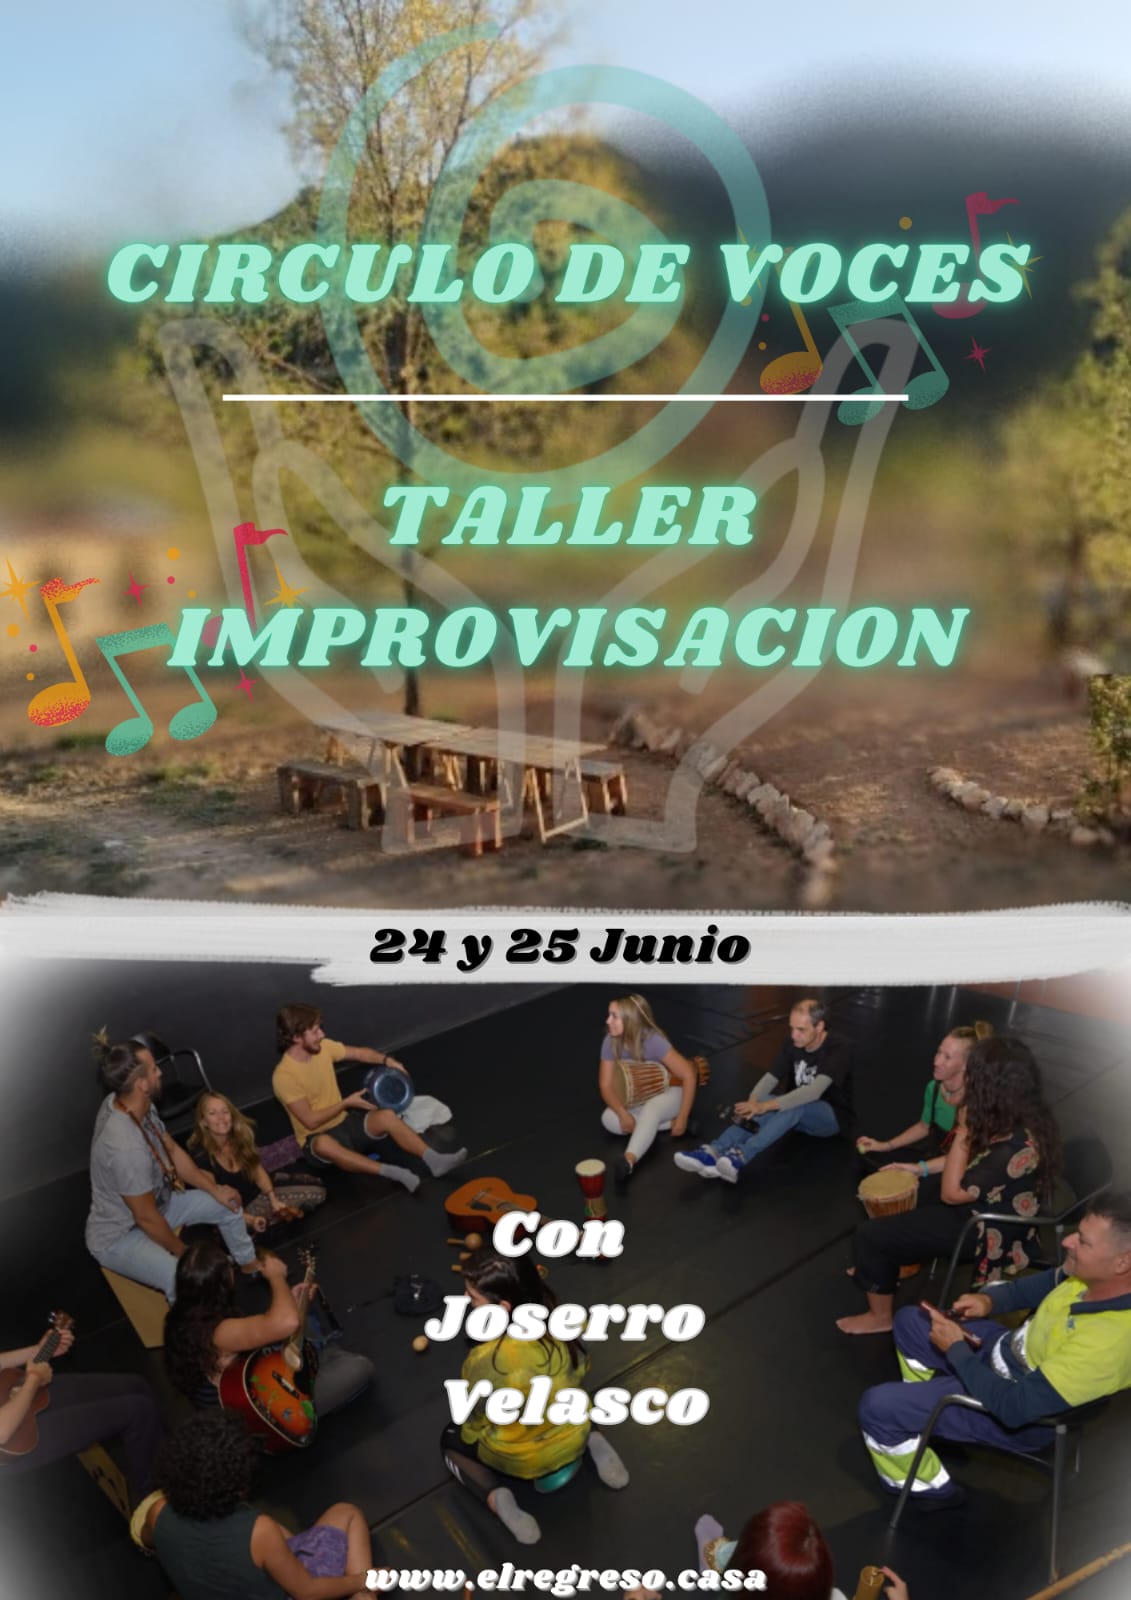 CIRCULO DE VOCES
TALLER
IMPROVISACION
24 y 25 Junio
Con
Joserro
Velasco
www.elregreso.casa